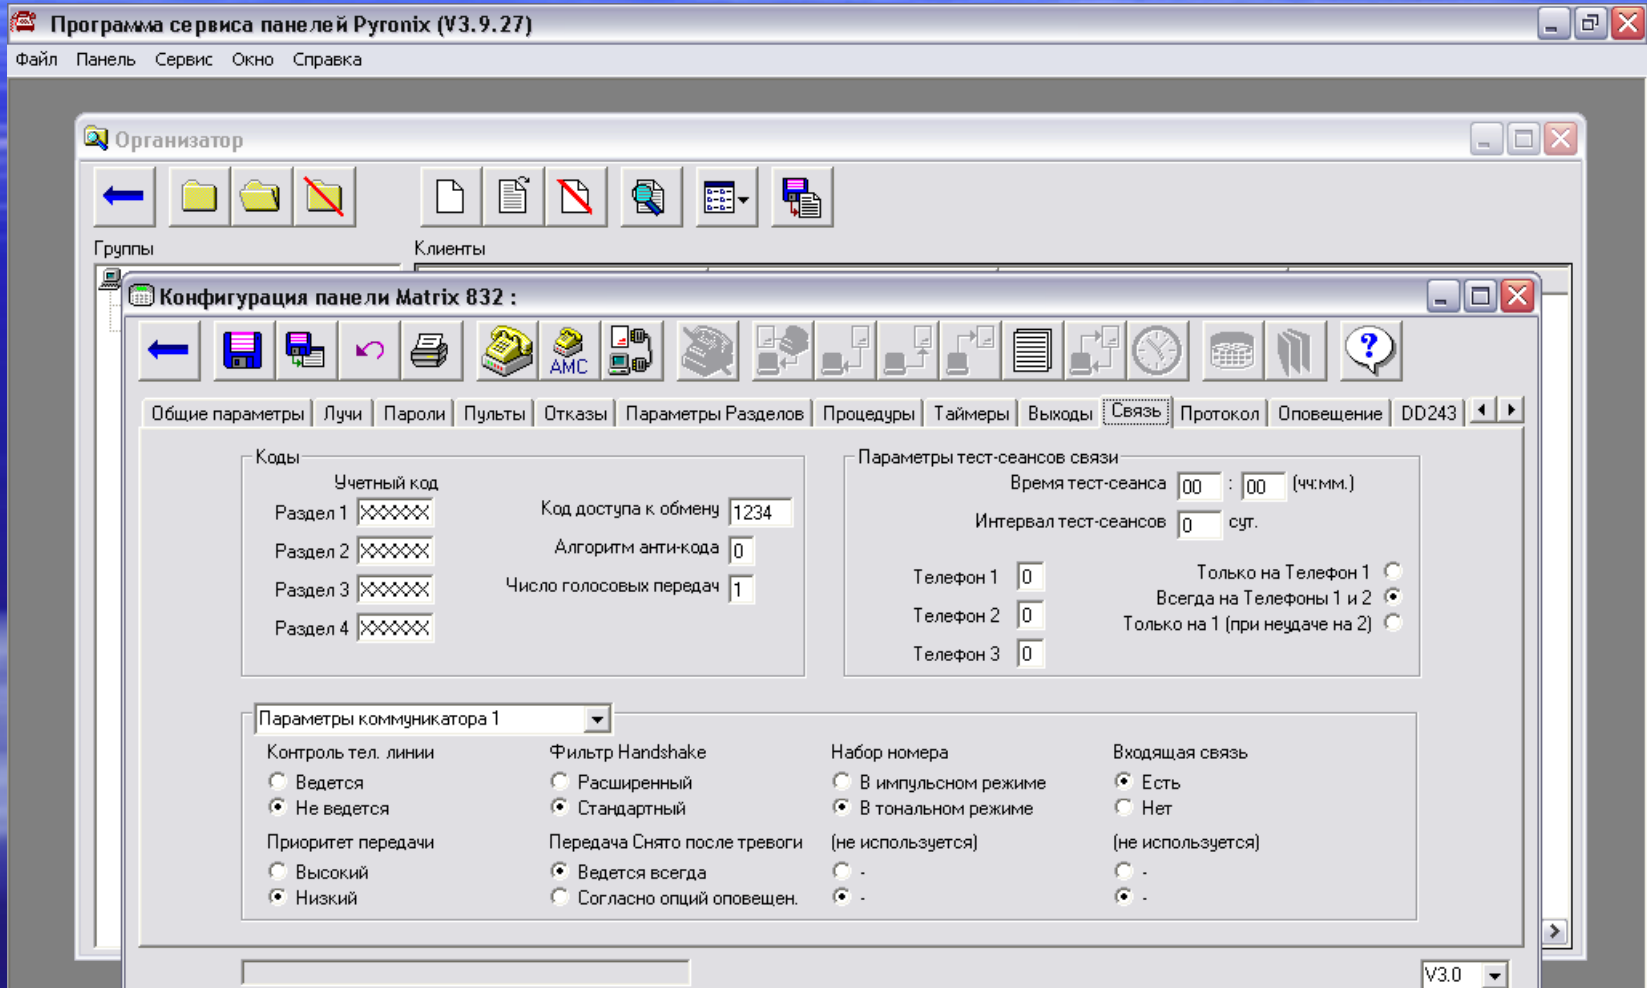 Программа сервиса панелей Pyronix (V3.9.27)
Файл Панель Сервис Окно Справка
Организатор
Группы Клиенты
Конфигурация панели Matrix 832 :
АМС
Общие параметры Лучи Пароли Пульты Отказы Параметры Разделов Процедуры Таймеры Выходы Связь Протокол Оповещение DD243
Коды
Учетный код
Раздел 1 XXXXXX
Раздел 2 XXXXXX
Раздел 3 XXXXXX
Раздел 4 XXXXXX
Код доступа к обмену 1234
Алгоритм анти-кода 0
Число голосовых передач 1
Параметры тест-сеансов связи
Время тест-сеанса 00 : 00 (чч:мм.)
Интервал тест-сеансов 0 сут.
Телефон 1 0
Телефон 2 0
Телефон 3 0
Только на Телефон 1
Всегда на Телефоны 1 и 2
Только на 1 (при неудаче на 2)
Параметры коммуникатора 1
Контроль тел. линии
Ведется
Не ведется
Фильтр Handshake
Расширенный
Стандартный
Набор номера
В импульсном режиме
В тональном режиме
Входящая связь
Есть
Нет
Приоритет передачи
Высокий
Низкий
Передача Снято после тревоги
Ведется всегда
Согласно опций оповещен.
(не используется)
-
-
(не используется)
-
-
V3.0